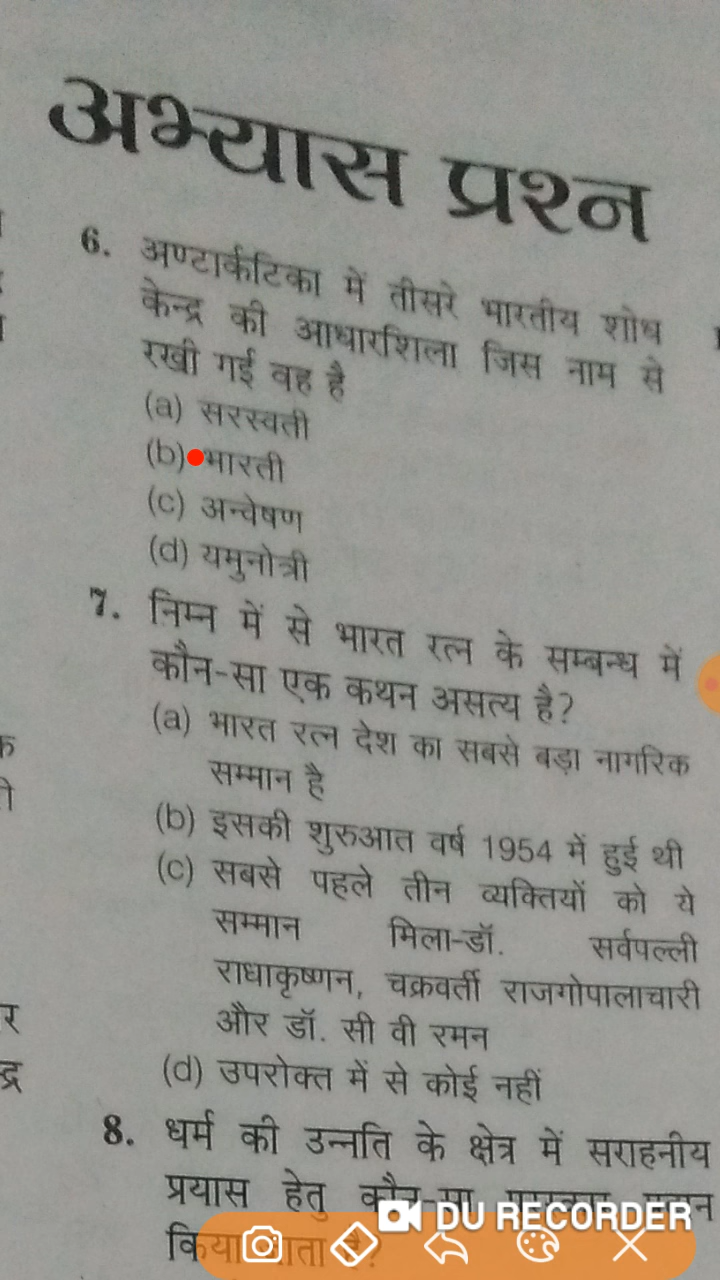 अभ्यास प्रश्न
6. अण्टार्कटिका में तीसरे भारतीय शोध
केन्द्र की आधारशिला जिस नाम से
रखी गई वह है
(a) सरस्वती
(b) भारती
(c) अन्वेषण
(d) यमुनोत्री
7. निम्न में से भारत रत्न के सम्बन्ध में
कौन-सा एक कथन असत्य है?
(a) भारत रत्न देश का सबसे बड़ा नागरिक
सम्मान है
(b) इसकी शुरुआत वर्ष 1954 में हुई थी
(c) सबसे पहले तीन व्यक्तियों को ये
सम्मान मिला-डॉ. सर्वपल्ली
राधाकृष्णन, चक्रवर्ती राजगोपालाचारी
और डॉ. सी वी रमन
(d) उपरोक्त में से कोई नहीं
8. धर्म की उन्नति के क्षेत्र में सराहनीय
प्रयास हेतु कौन-सा
किया जाता है?
DU RECORDER